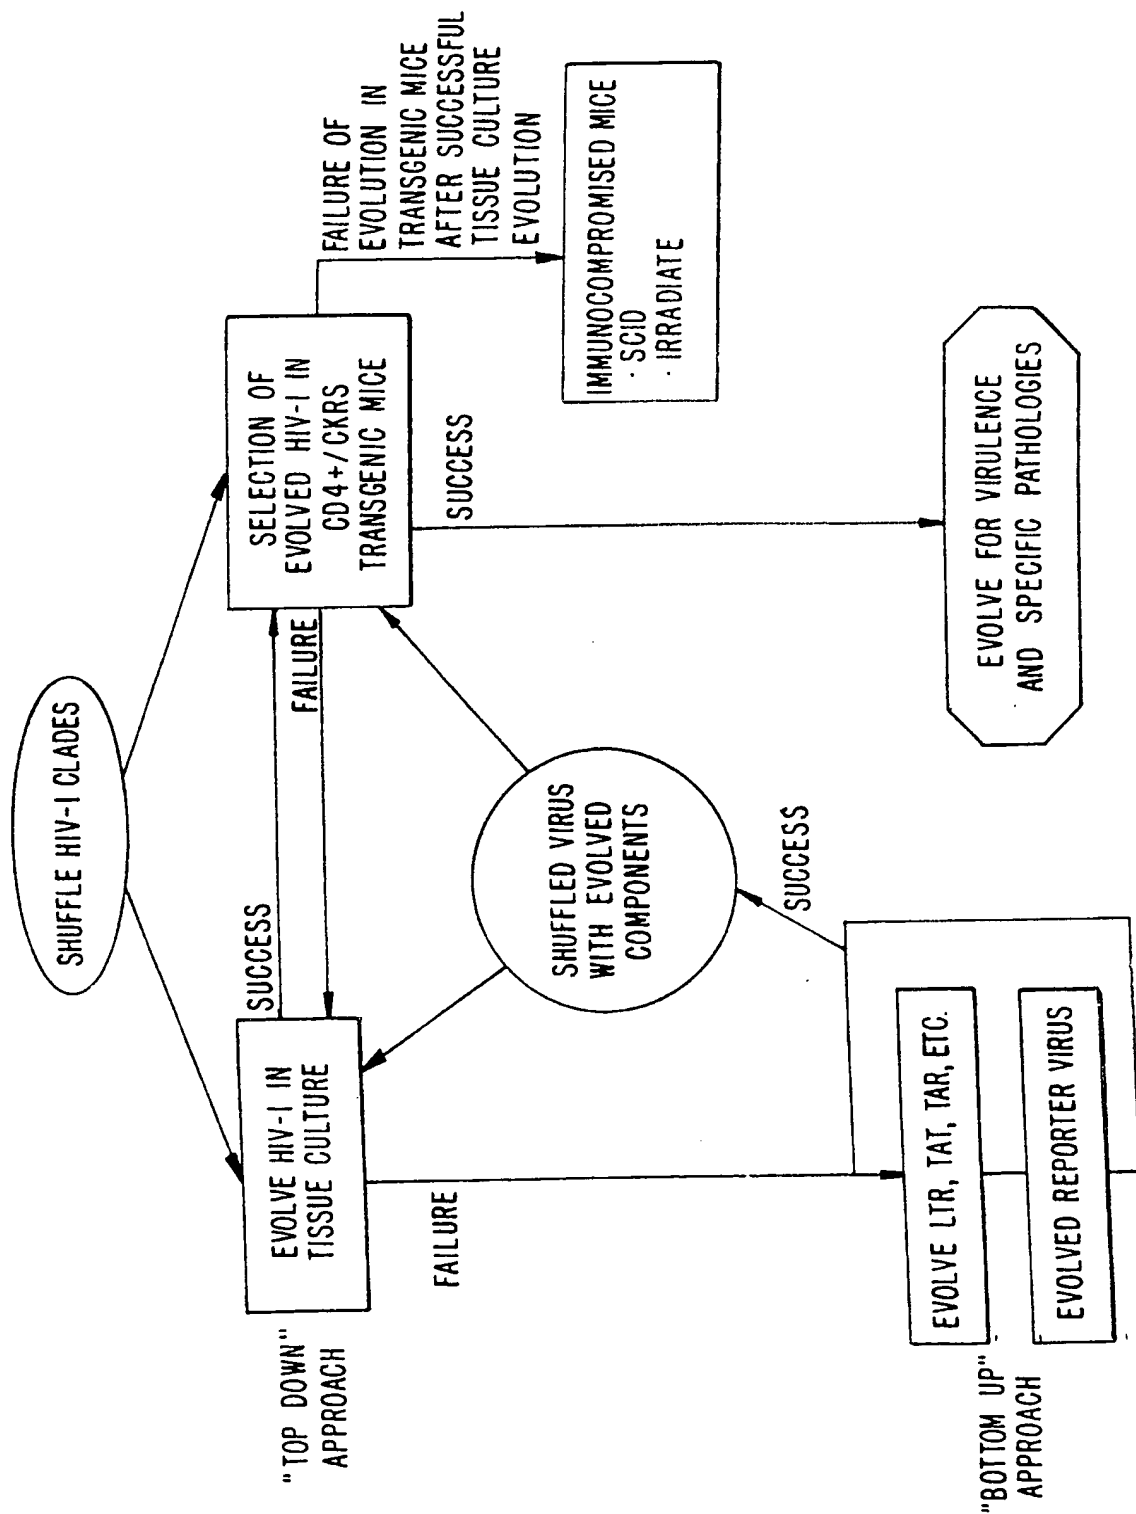 SHUFFLE HIV-1 CLADES
"TOP DOWN"
APPROACH
EVOLVE HIV-1 IN
TISSUE CULTURE
SUCCESS
FAILURE
SELECTION OF
EVOLVED HIV-1 IN
CD4+/CKRS
TRANSGENIC MICE
FAILURE OF
EVOLUTION IN
TRANSGENIC MICE
AFTER SUCCESSFUL
TISSUE CULTURE
EVOLUTION
FAILURE
SHUFFLED VIRUS
WITH EVOLVED
COMPONENTS
SUCCESS
IMMUNOCOMPROMISED MICE
· SCID
· IRRADIATE
SUCCESS
"BOTTOM UP"
APPROACH
EVOLVE LTR, TAT, TAR, ETC.
EVOLVED REPORTER VIRUS
EVOLVE FOR VIRULENCE
AND SPECIFIC PATHOLOGIES